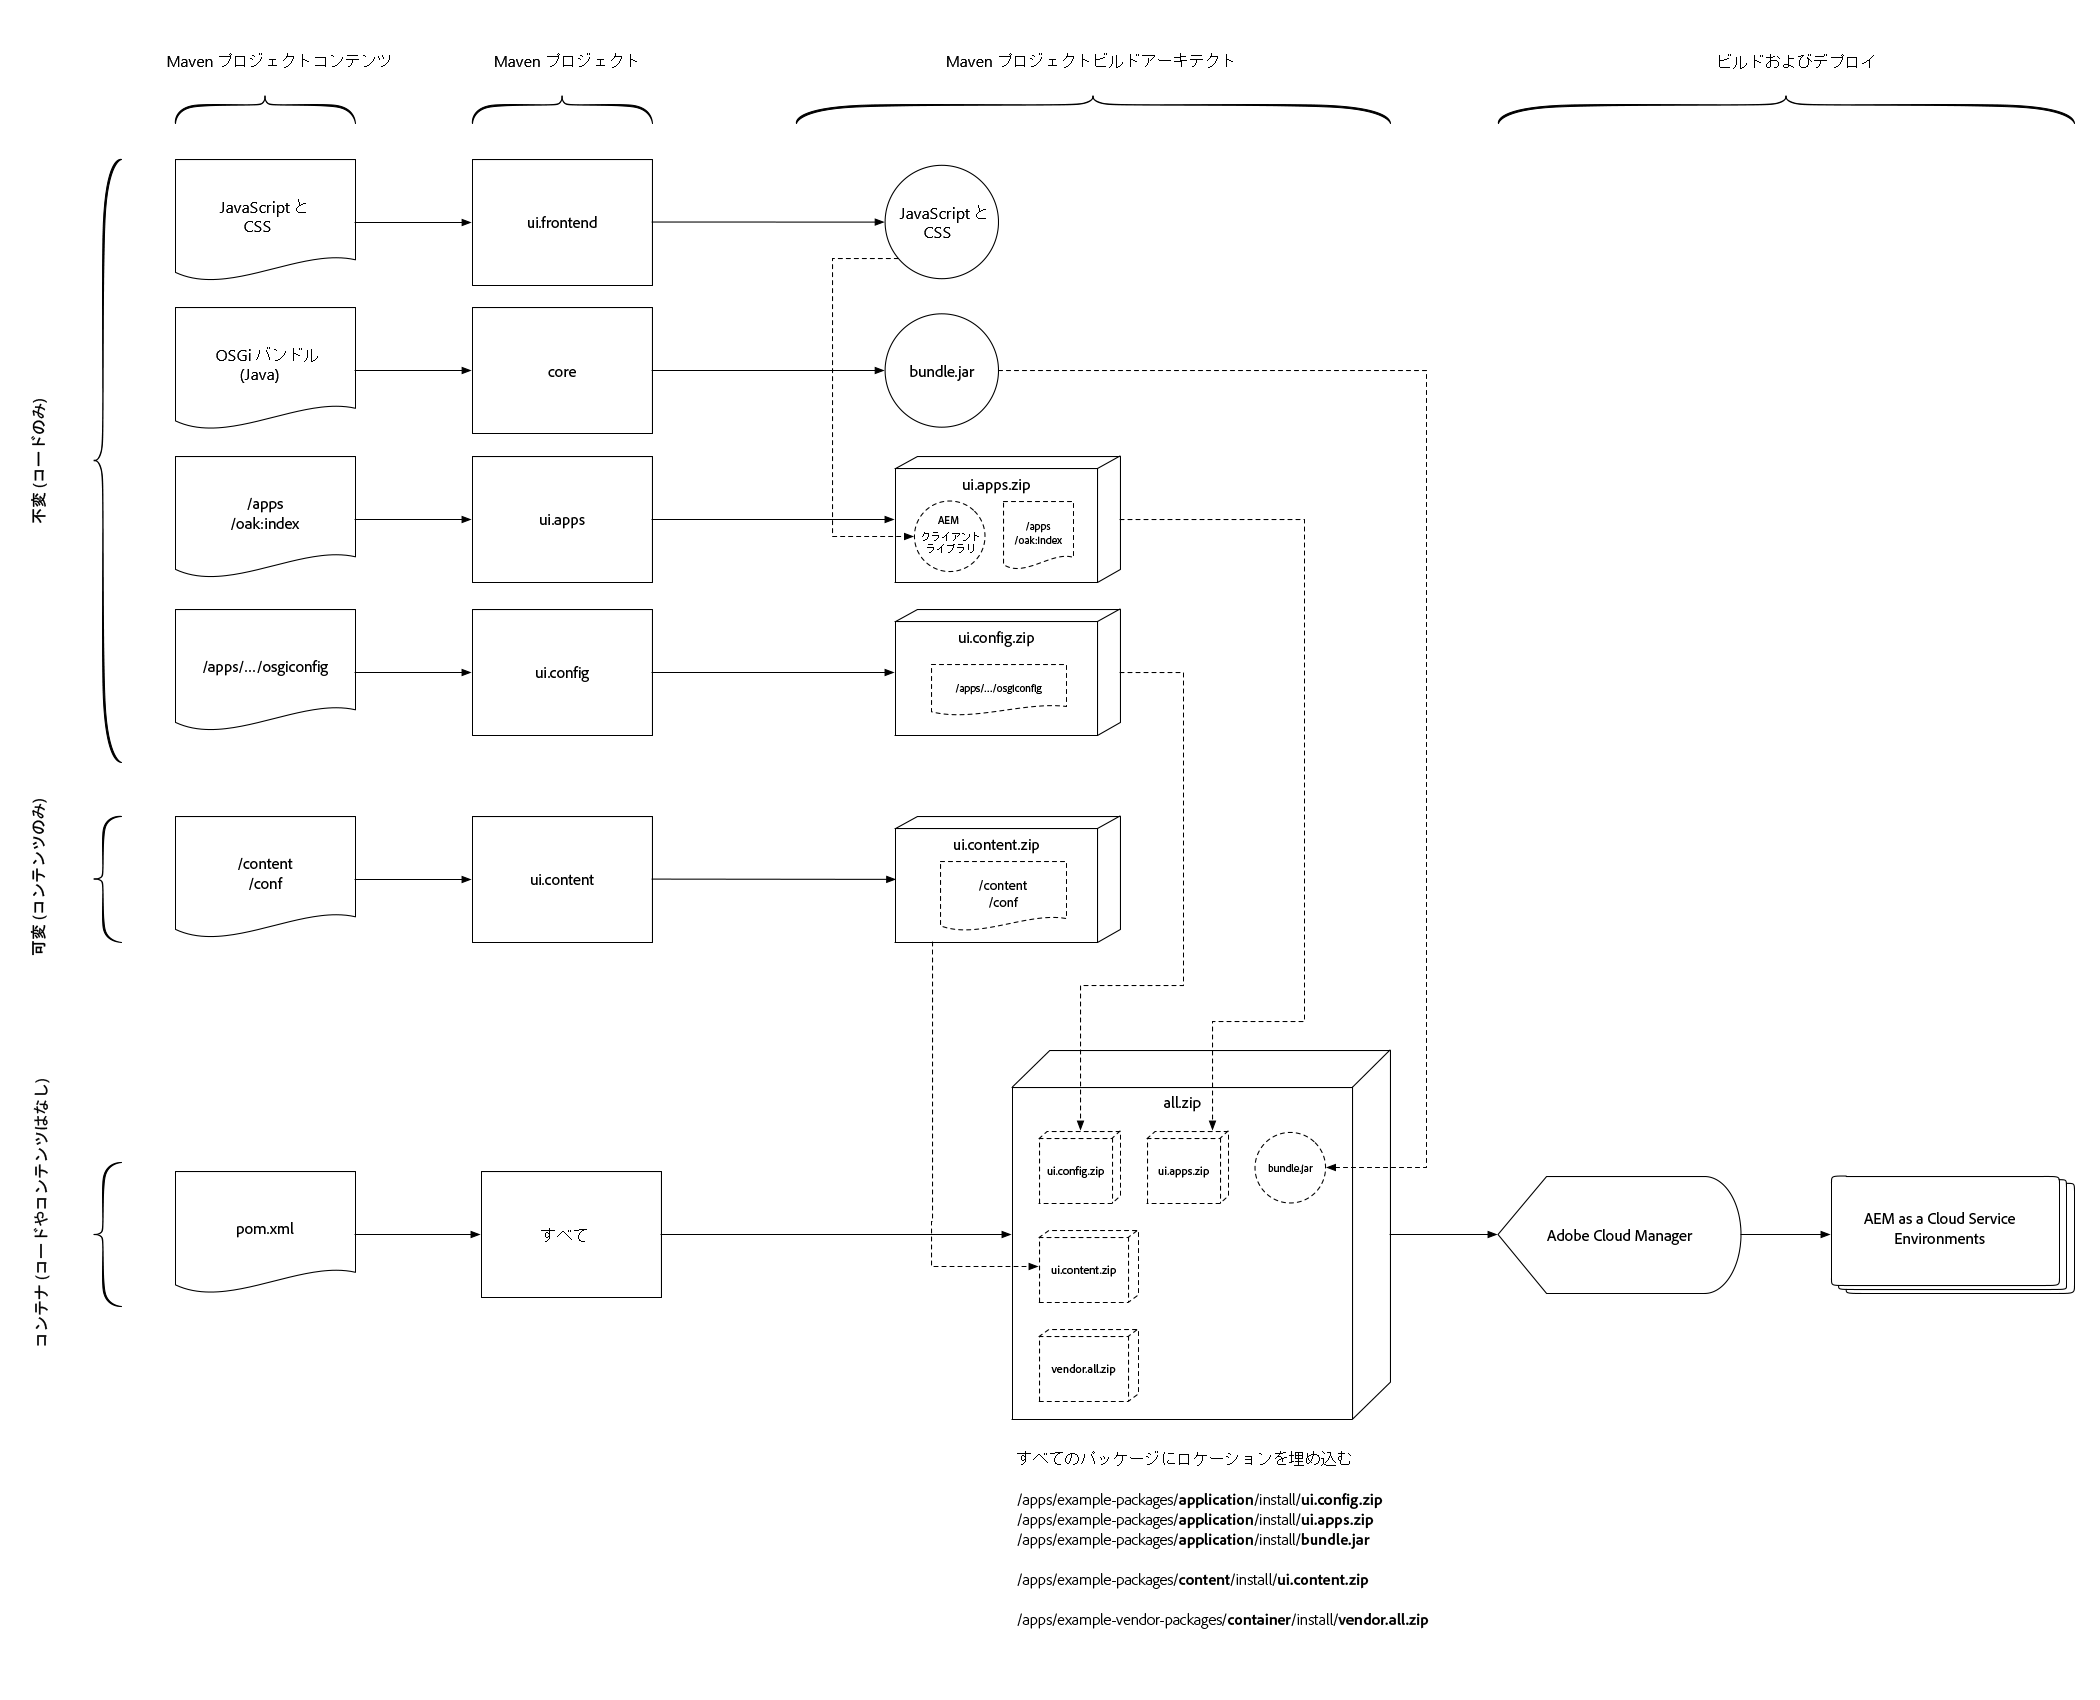 Maven プロジェクトコンテンツ
Maven プロジェクト
Maven プロジェクトビルドアーキテクト
ビルドおよびデプロイ
不変 (コードのみ)
JavaScript と
CSS
ui.frontend
JavaScript と
CSS
OSGi バンドル
(Java)
core
bundle.jar
/apps
/oak:index
ui.apps
ui.apps.zip
AEM
クライアント
ライブラリ
/apps
/oak:index
/apps/.../osgiconfig
ui.config
ui.config.zip
/apps/.../osgiconfig
可変 (コンテンツのみ)
/content
/conf
ui.content
ui.content.zip
/content
/conf
コンテナ (コードやコンテンツはなし)
pom.xml
すべて
all.zip
ui.config.zip
ui.apps.zip
bundle.jar
ui.content.zip
vendor.all.zip
Adobe Cloud Manager
AEM as a Cloud Service
Environments
すべてのパッケージにロケーションを埋め込む
/apps/example-packages/application/install/ui.config.zip
/apps/example-packages/application/install/ui.apps.zip
/apps/example-packages/application/install/bundle.jar
/apps/example-packages/content/install/ui.content.zip
/apps/example-vendor-packages/container/install/vendor.all.zip